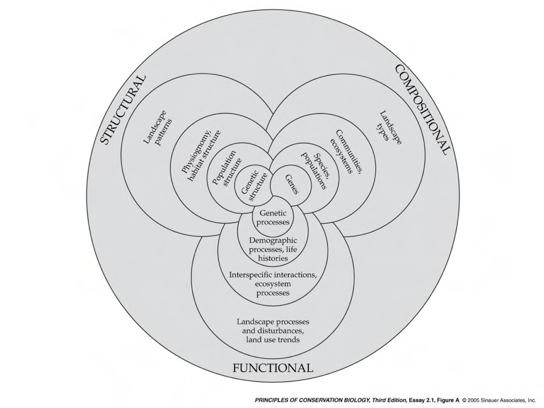 STRUCTURAL
COMPOSITIONAL
Landscape
patterns
Physiognomy,
habitat structure
Population
structure
Genetic
structure
Genes
Species,
populations
Communities,
ecosystems
Landscape
types
Genetic
processes
Demographic
processes, life
histories
Interspecific interactions,
ecosystem
processes
Landscape processes
and disturbances,
land use trends
FUNCTIONAL
PRINCIPLES OF CONSERVATION BIOLOGY, Third Edition, Essay 2.1, Figure A © 2005 Sinauer Associates, Inc.